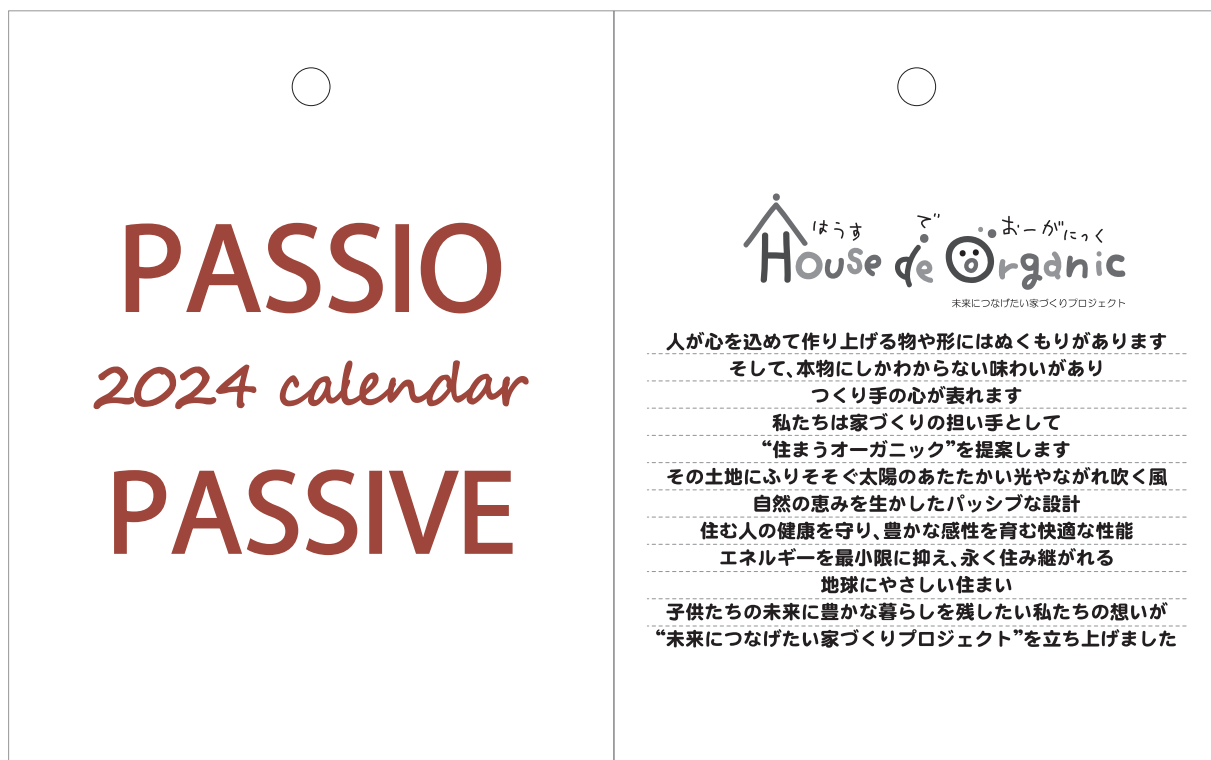 PASSIO
2024 calendar
PASSIVE
はうす で おーがにっく
House de Organic
未来につなげたい家づくりプロジェクト
人が心を込めて作り上げる物や形にはぬくもりがあります
そして、本物にしかわからない味わいがあり
つくり手の心が表れます
私たちは家づくりの担い手として
“住まうオーガニック”を提案します
その土地にふりそそぐ太陽のあたたかい光やながれ吹く風
自然の恵みを生かしたパッシブな設計
住む人の健康を守り、豊かな感性を育む快適な性能
エネルギーを最小限に抑え、永く住み継がれる
地球にやさしい住まい
子供たちの未来に豊かな暮らしを残したい私たちの想いが
“未来につなげたい家づくりプロジェクト”を立ち上げました